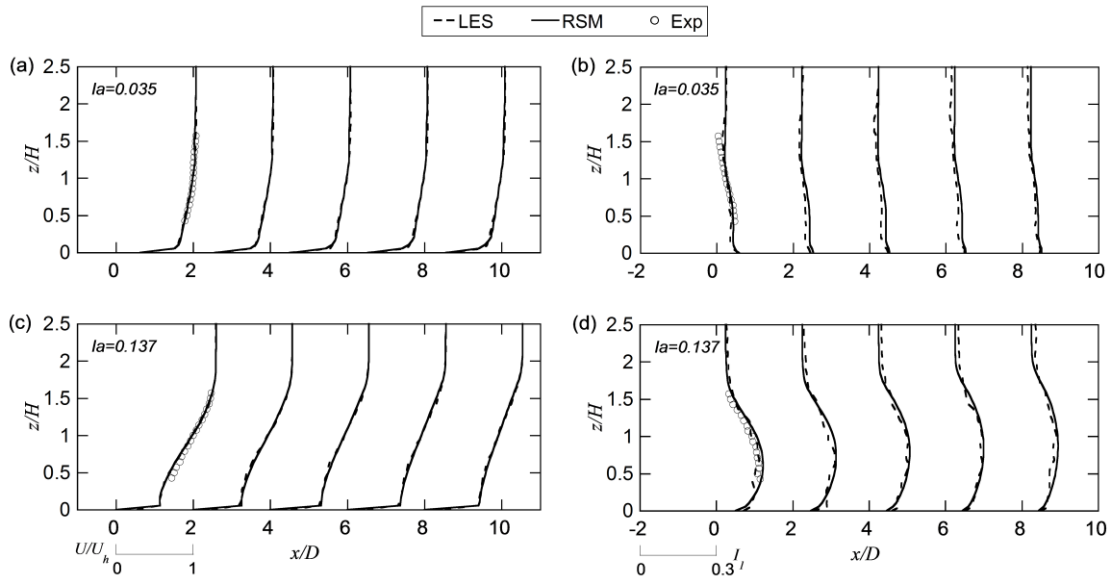 LES RSM Exp
(a) (b)
2.5 2.5
Ia=0.035 Ia=0.035
2 2
1.5 1.5
z/H z/H
1 1
0.5 0.5
0 0
0 2 4 6 8 10 -2 0 2 4 6 8 10
(c) (d)
2.5 2.5
Ia=0.137 Ia=0.137
2 2
1.5 1.5
z/H z/H
1 1
0.5 0.5
0 0
0 2 4 6 8 10 -2 0 2 4 6 8 10
U/Uh x/D x/D I1
0 1 0 0.3